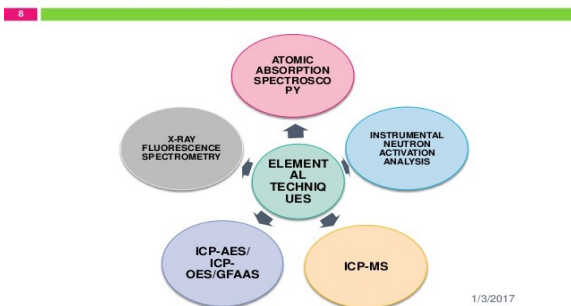 8
ATOMIC
ABSORPTION
SPECTROSCO
PY
X-RAY
FLUORESCENCE
SPECTROMETRY
INSTRUMENTAL
NEUTRON
ACTIVATION
ANALYSIS
ELEMENT
AL
TECHNIQ
UES
ICP-AES/
ICP-
OES/GFAAS
ICP-MS
1/3/2017